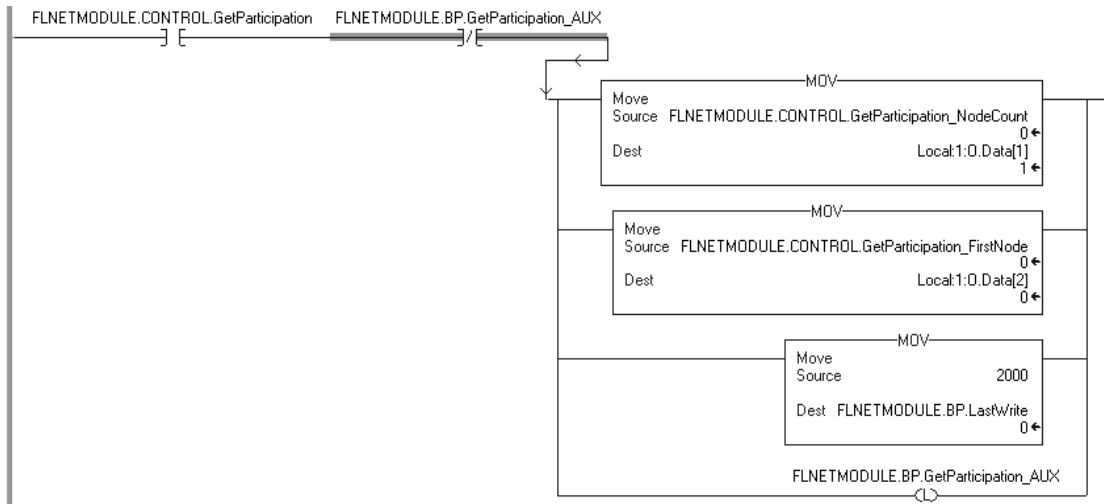 FLNETMODULE.CONTROL.GetParticipation FLNETMODULE.BP.GetParticipation_AUX
MOV
Move
Source FLNETMODULE.CONTROL.GetParticipation_NodeCount
0
Dest Local:1:O.Data[1]
1
MOV
Move
Source FLNETMODULE.CONTROL.GetParticipation_FirstNode
0
Dest Local:1:O.Data[2]
0
MOV
Move
Source 2000
Dest FLNETMODULE.BP.LastWrite
0
FLNETMODULE.BP.GetParticipation_AUX
L